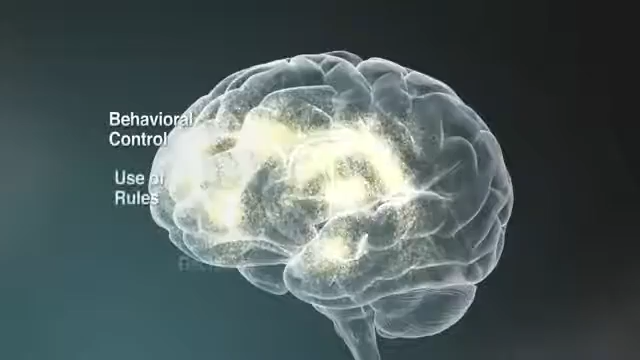 Behavioral
Control
Use of
Rules